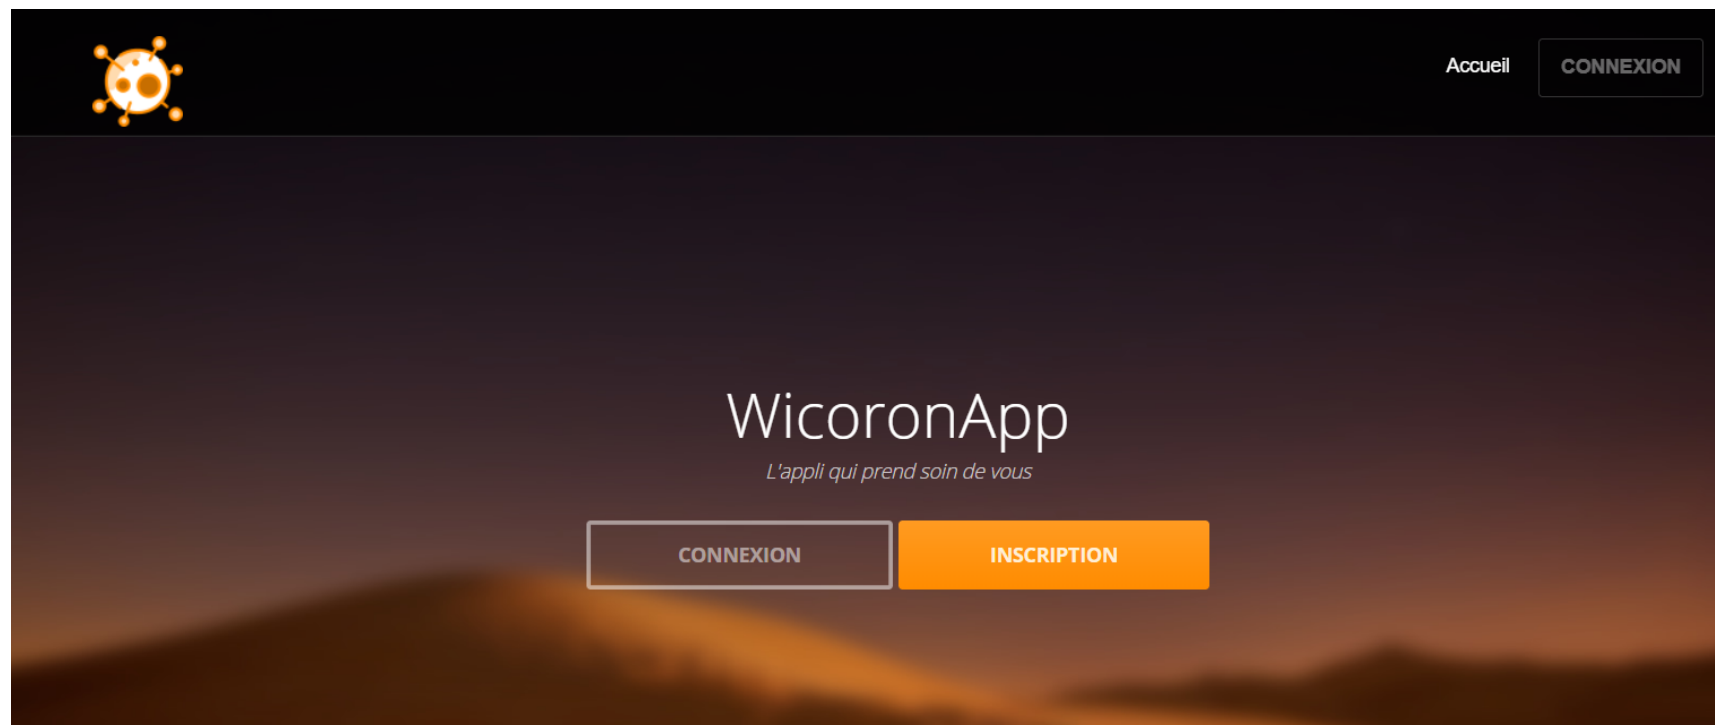 Accueil CONNEXION
WicoronApp
L'appli qui prend soin de vous
CONNEXION INSCRIPTION